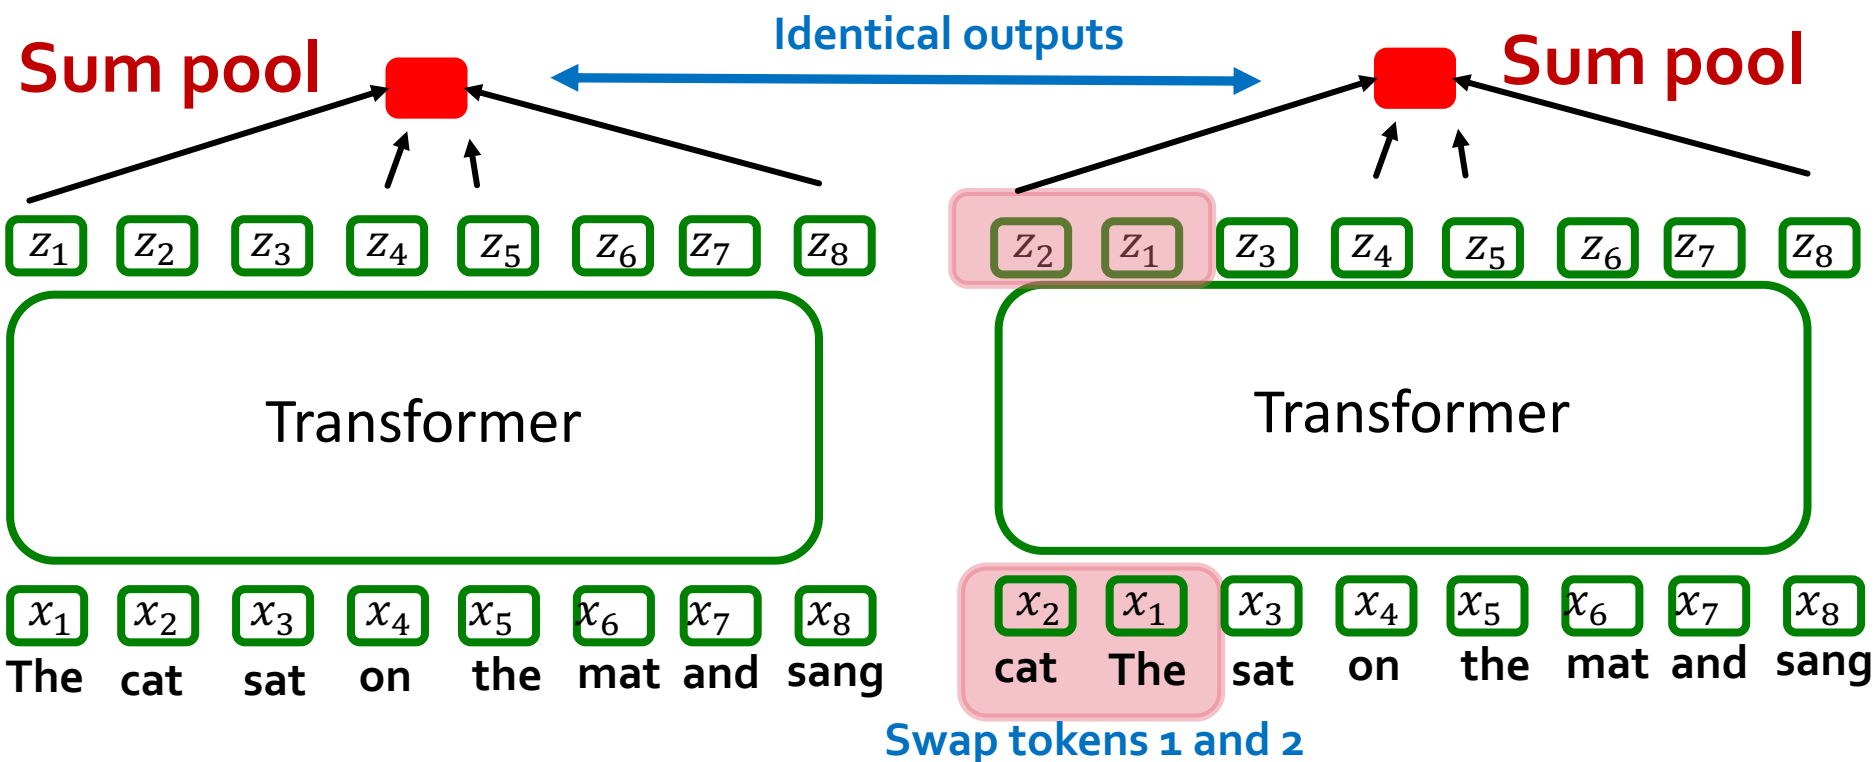 Identical outputs
Sum pool Sum pool
z₁ z₂ z₃ z₄ z₅ z₆ z₇ z₈ z₂ z₁ z₃ z₄ z₅ z₆ z₇ z₈
Transformer Transformer
x₁ x₂ x₃ x₄ x₅ x₆ x₇ x₈ x₂ x₁ x₃ x₄ x₅ x₆ x₇ x₈
The cat sat on the mat and sang cat The sat on the mat and sang
Swap tokens 1 and 2